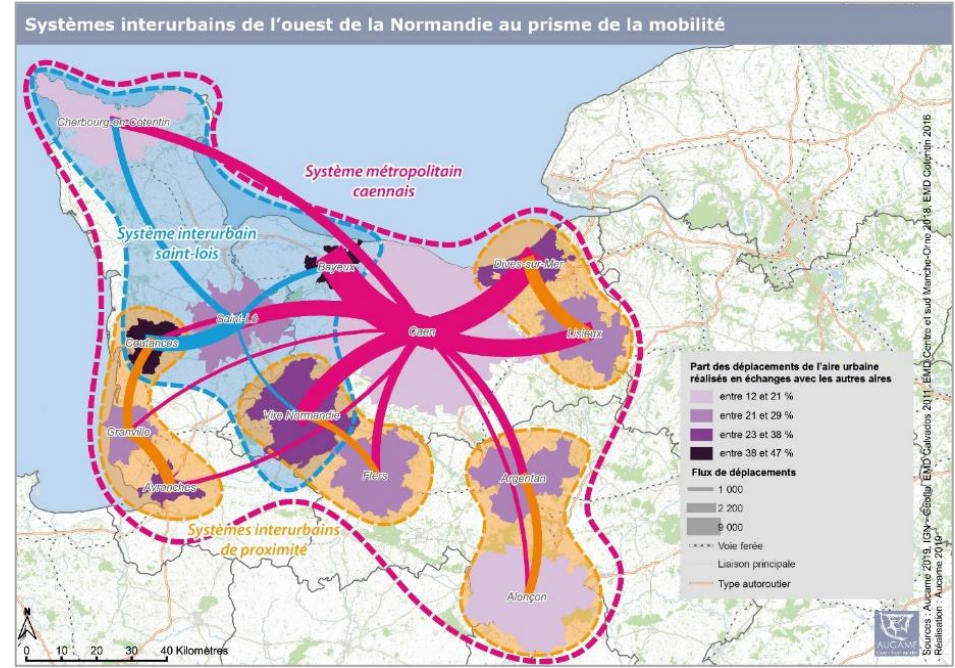 Systèmes interurbains de l'ouest de la Normandie au prisme de la mobilité
Cherbourg-en-Cotentin
Système métropolitain
caennais
Système interurbain
saint-lois
Bayeux
Dives-sur-Mer
Saint-Lô
Caen
Lisieux
Coutances
Vire Normandie
Granville
Flers
Avranches
Argentan
Systèmes interurbains
de proximité
Alonçon
Part des déplacements de l'aire urbaine
réalisés en échanges avec les autres aires
entre 12 et 21 %
entre 21 et 29 %
entre 23 et 38 %
entre 38 et 47 %
Flux de déplacements
1 000
2 200
9 000
Voie ferée
Liaison principale
Type autoroutier
N
0 10 20 30 40 Kilomètres
AUCAME
Sources : Aucame 2019, IGN - Géofla, EMD Calvados 2011, EMD Centre et sud Manche-Orne 2018, EMD Cotentin 2016
Réalisation : Aucame 2019